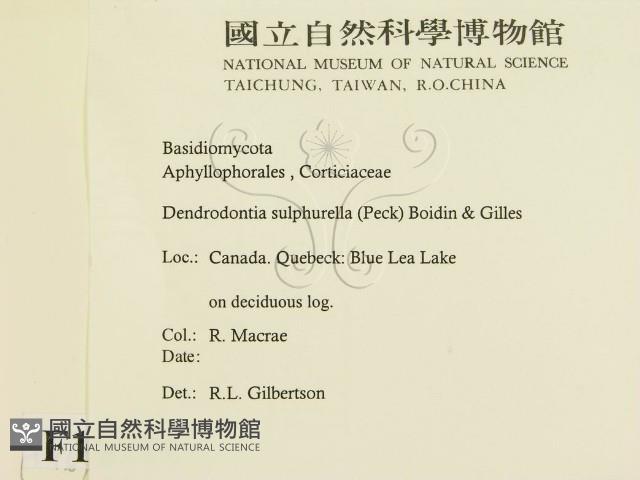 國立自然科學博物館
NATIONAL MUSEUM OF NATURAL SCIENCE
TAICHUNG, TAIWAN, R.O.CHINA
Basidiomycota
Aphyllophorales , Corticiaceae
Dendrodontia sulphurella (Peck) Boidin & Gilles
Loc.: Canada. Quebeck: Blue Lea Lake
on deciduous log.
Col.: R. Macrae
Date:
Det.: R.L. Gilbertson
國立自然科學博物館
NATIONAL MUSEUM OF NATURAL SCIENCE